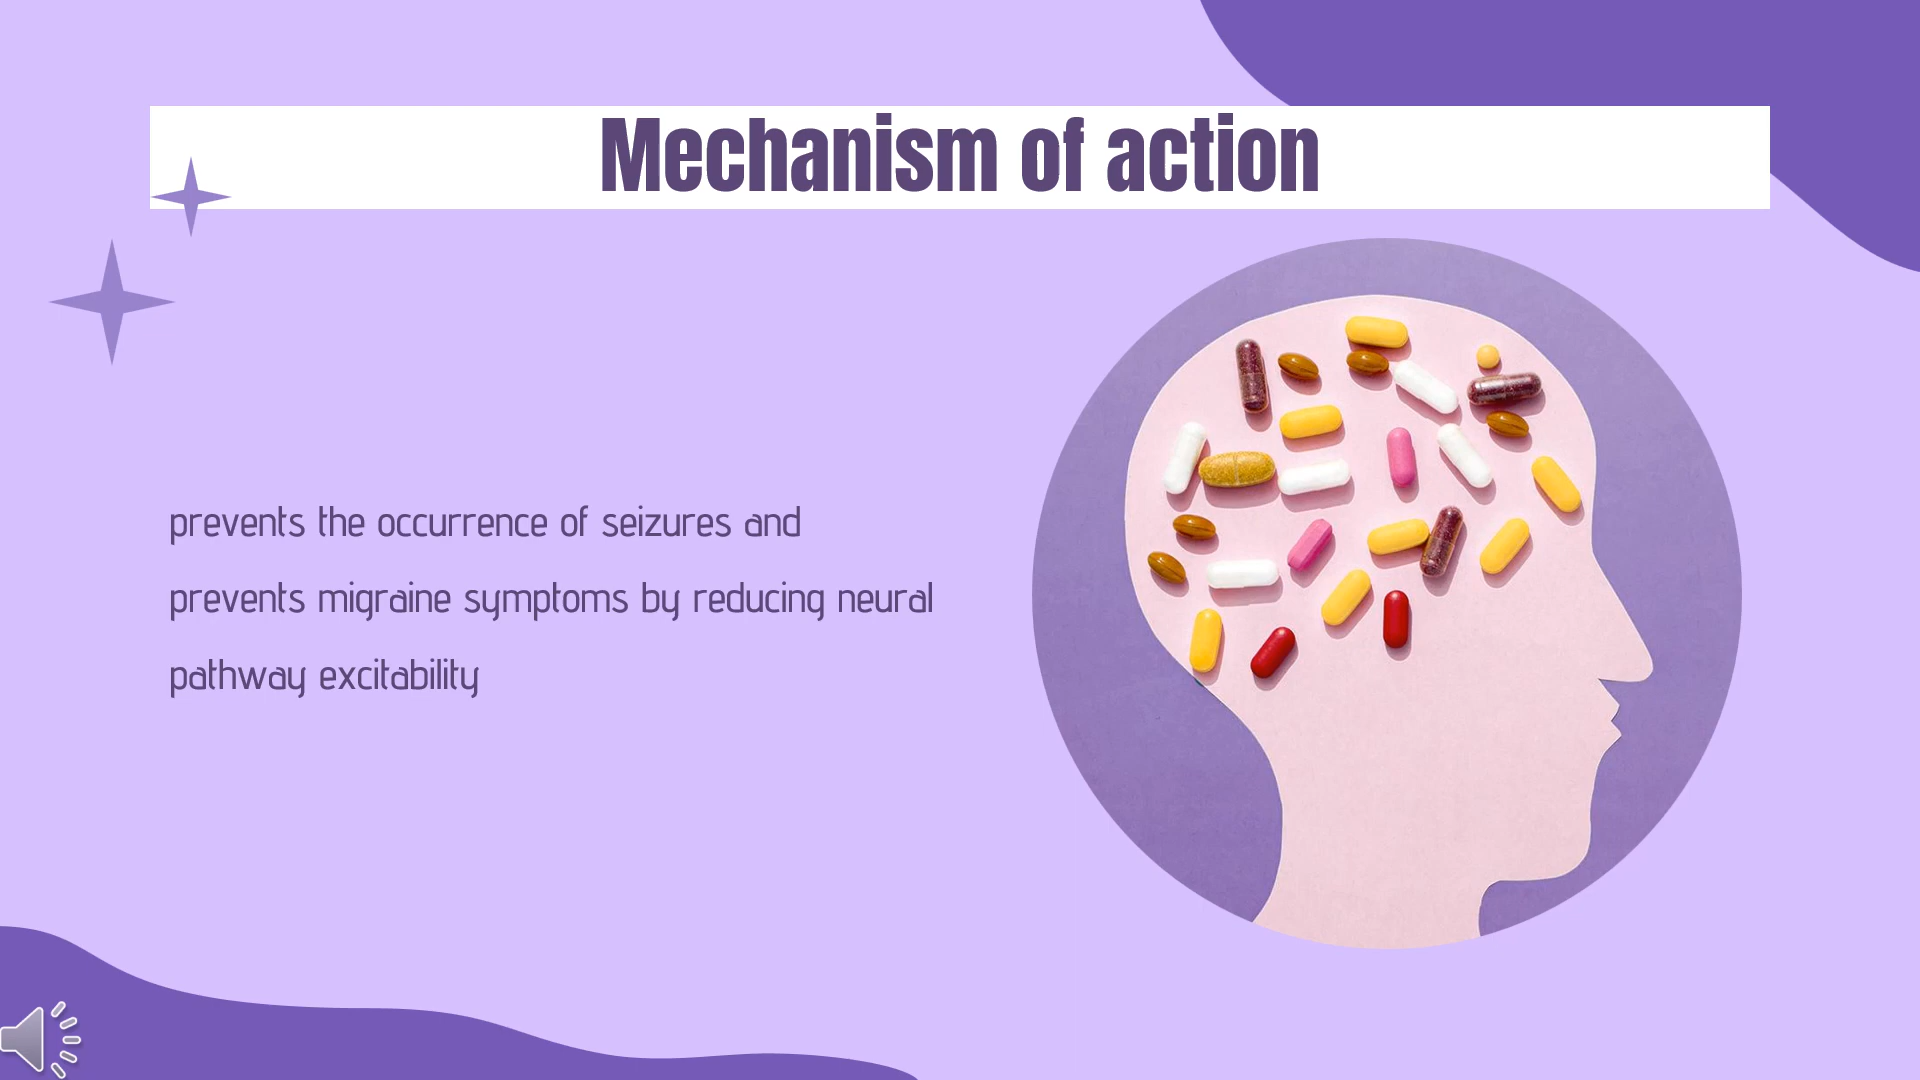 Mechanism of action
prevents the occurrence of seizures and
prevents migraine symptoms by reducing neural
pathway excitability